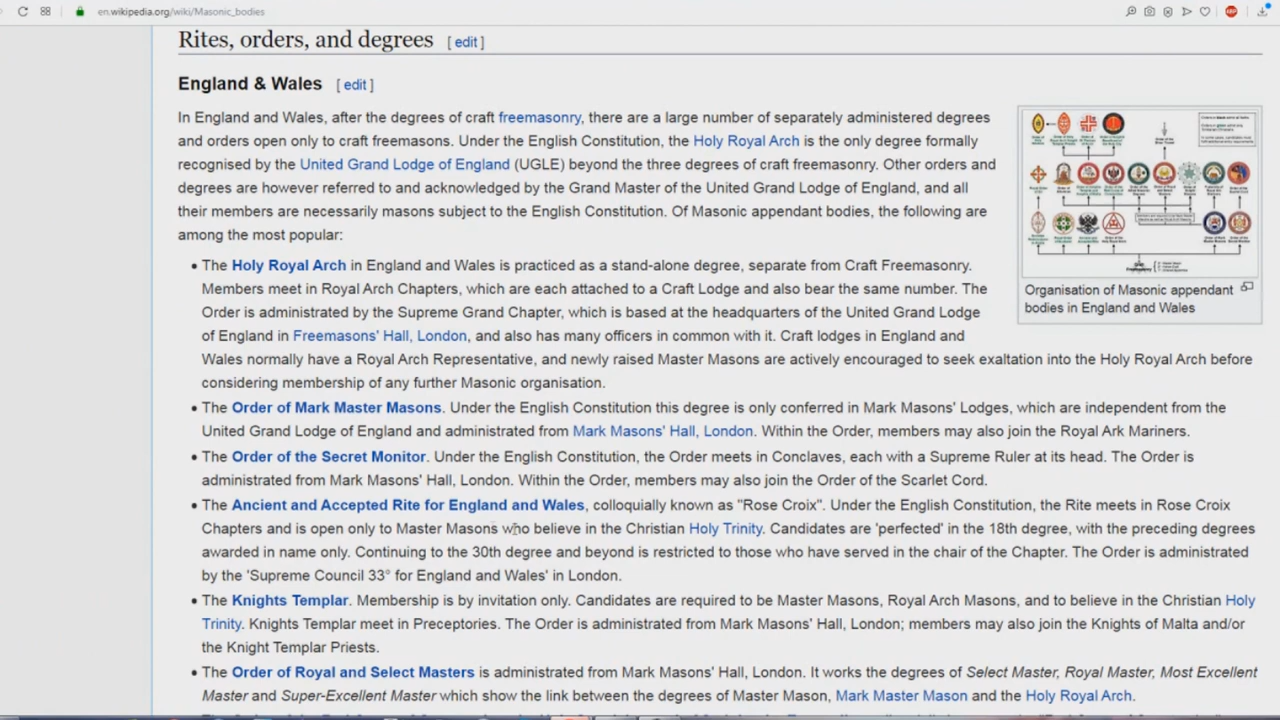 en.wikipedia.org/wiki/Masonic_bodies
Rites, orders, and degrees [ edit ]
England & Wales [ edit ]
In England and Wales, after the degrees of craft freemasonry, there are a large number of separately administered degrees
and orders open only to craft freemasons. Under the English Constitution, the Holy Royal Arch is the only degree formally
recognised by the United Grand Lodge of England (UGLE) beyond the three degrees of craft freemasonry. Other orders and
degrees are however referred to and acknowledged by the Grand Master of the United Grand Lodge of England, and all
their members are necessarily masons subject to the English Constitution. Of Masonic appendant bodies, the following are
among the most popular:
Organisation of Masonic appendant
bodies in England and Wales
• The Holy Royal Arch in England and Wales is practiced as a stand-alone degree, separate from Craft Freemasonry.
Members meet in Royal Arch Chapters, which are each attached to a Craft Lodge and also bear the same number. The
Order is administrated by the Supreme Grand Chapter, which is based at the headquarters of the United Grand Lodge
of England in Freemasons' Hall, London, and also has many officers in common with it. Craft lodges in England and
Wales normally have a Royal Arch Representative, and newly raised Master Masons are actively encouraged to seek exaltation into the Holy Royal Arch before
considering membership of any further Masonic organisation.
• The Order of Mark Master Masons. Under the English Constitution this degree is only conferred in Mark Masons' Lodges, which are independent from the
United Grand Lodge of England and administrated from Mark Masons' Hall, London. Within the Order, members may also join the Royal Ark Mariners.
• The Order of the Secret Monitor. Under the English Constitution, the Order meets in Conclaves, each with a Supreme Ruler at its head. The Order is
administrated from Mark Masons' Hall, London. Within the Order, members may also join the Order of the Scarlet Cord.
• The Ancient and Accepted Rite for England and Wales, colloquially known as "Rose Croix". Under the English Constitution, the Rite meets in Rose Croix
Chapters and is open only to Master Masons who believe in the Christian Holy Trinity. Candidates are 'perfected' in the 18th degree, with the preceding degrees
awarded in name only. Continuing to the 30th degree and beyond is restricted to those who have served in the chair of the Chapter. The Order is administrated
by the 'Supreme Council 33° for England and Wales' in London.
• The Knights Templar. Membership is by invitation only. Candidates are required to be Master Masons, Royal Arch Masons, and to believe in the Christian Holy
Trinity. Knights Templar meet in Preceptories. The Order is administrated from Mark Masons' Hall, London; members may also join the Knights of Malta and/or
the Knight Templar Priests.
• The Order of Royal and Select Masters is administrated from Mark Masons' Hall, London. It works the degrees of Select Master, Royal Master, Most Excellent
Master and Super-Excellent Master which show the link between the degrees of Master Mason, Mark Master Mason and the Holy Royal Arch.